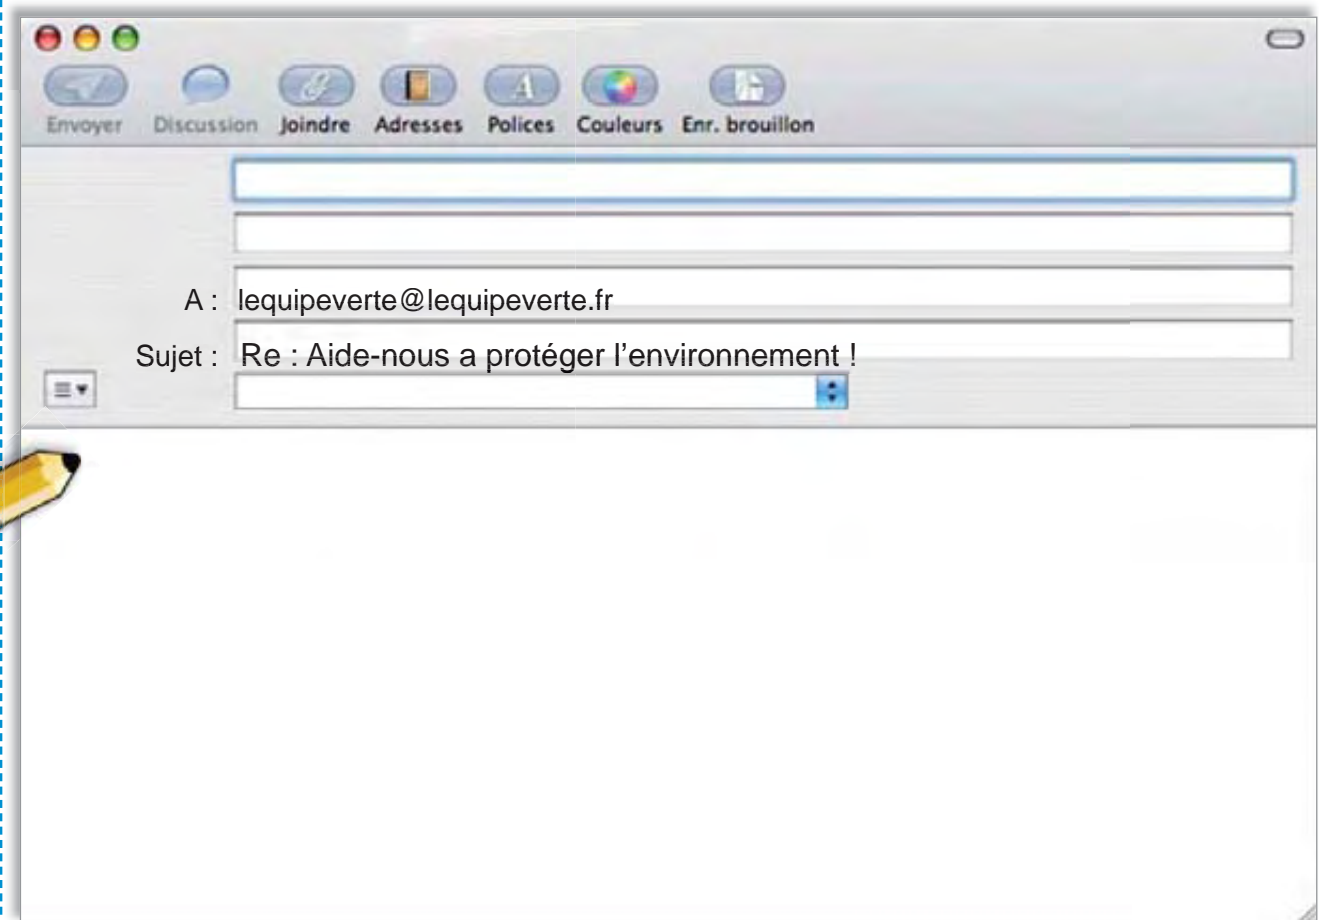 Envoyer Discussion Joindre Adresses Polices Couleurs Enr. brouillon
A : lequipeverte@lequipeverte.fr
Sujet : Re : Aide-nous a protéger l’environnement !